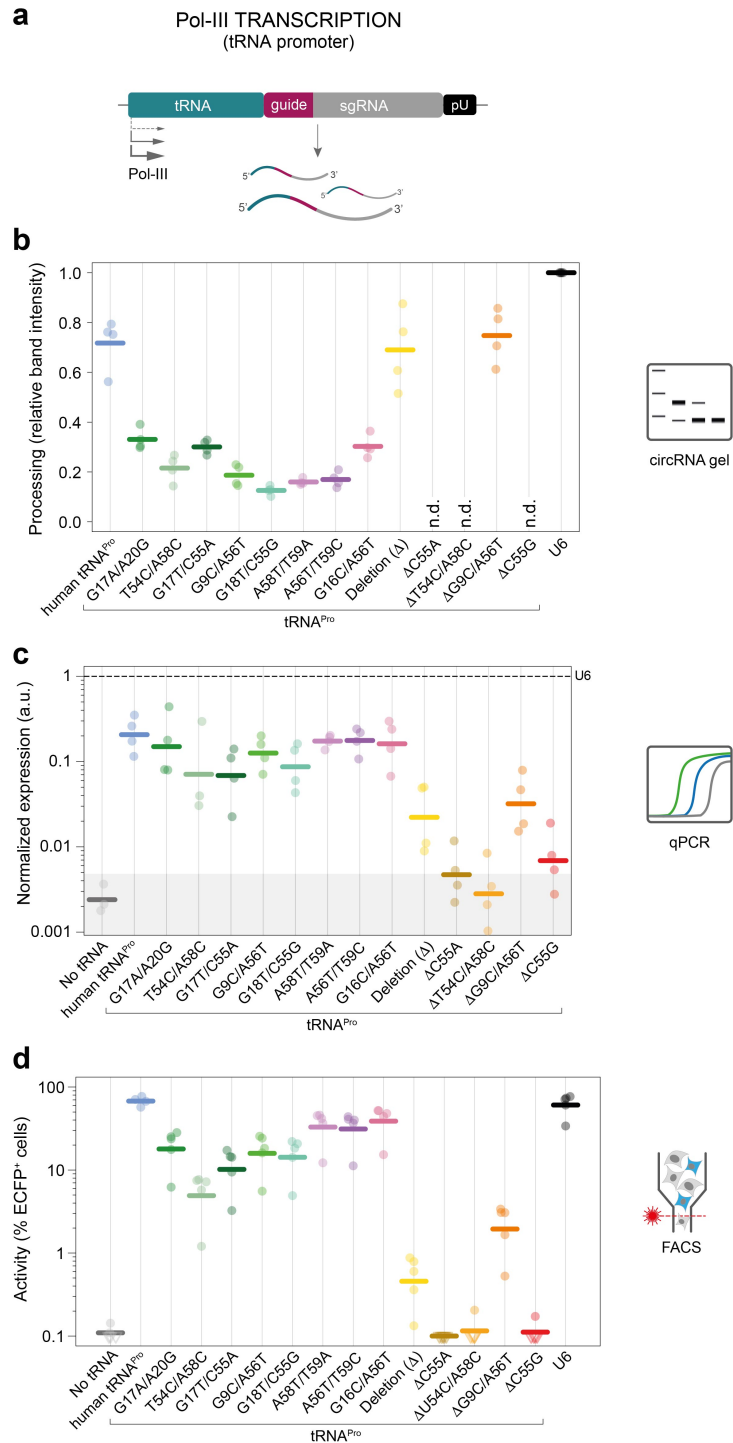 a
Pol-III TRANSCRIPTION
(tRNA promoter)
tRNA
guide
sgRNA
pU
Pol-III
5'
3'
5'
3'
5'
3'
b
Processing (relative band intensity)
1.0
0.8
0.6
0.4
0.2
0.0
n.d.
n.d.
n.d.
human tRNAᴾʳᵒ
G17A/A20G
T54C/A58C
G17T/C55A
G9C/A56T
G18T/C55G
A58T/T59A
A56T/T59C
G16C/A56T
Deletion (Δ)
ΔC55A
ΔT54C/A58C
ΔG9C/A56T
ΔC55G
U6
tRNAᴾʳᵒ
circRNA gel
c
Normalized expression (a.u.)
1
0.1
0.01
0.001
U6
No tRNA
human tRNAᴾʳᵒ
G17A/A20G
T54C/A58C
G17T/C55A
G9C/A56T
G18T/C55G
A58T/T59A
A56T/T59C
G16C/A56T
Deletion (Δ)
ΔC55A
ΔT54C/A58C
ΔG9C/A56T
ΔC55G
tRNAᴾʳᵒ
qPCR
d
Activity (% ECFP⁺ cells)
100
10
1
0.1
No tRNA
human tRNAᴾʳᵒ
G17A/A20G
T54C/A58C
G17T/C55A
G9C/A56T
G18T/C55G
A58T/T59A
A56T/T59C
G16C/A56T
Deletion (Δ)
ΔC55A
ΔU54C/A58C
ΔG9C/A56T
ΔC55G
U6
tRNAᴾʳᵒ
FACS